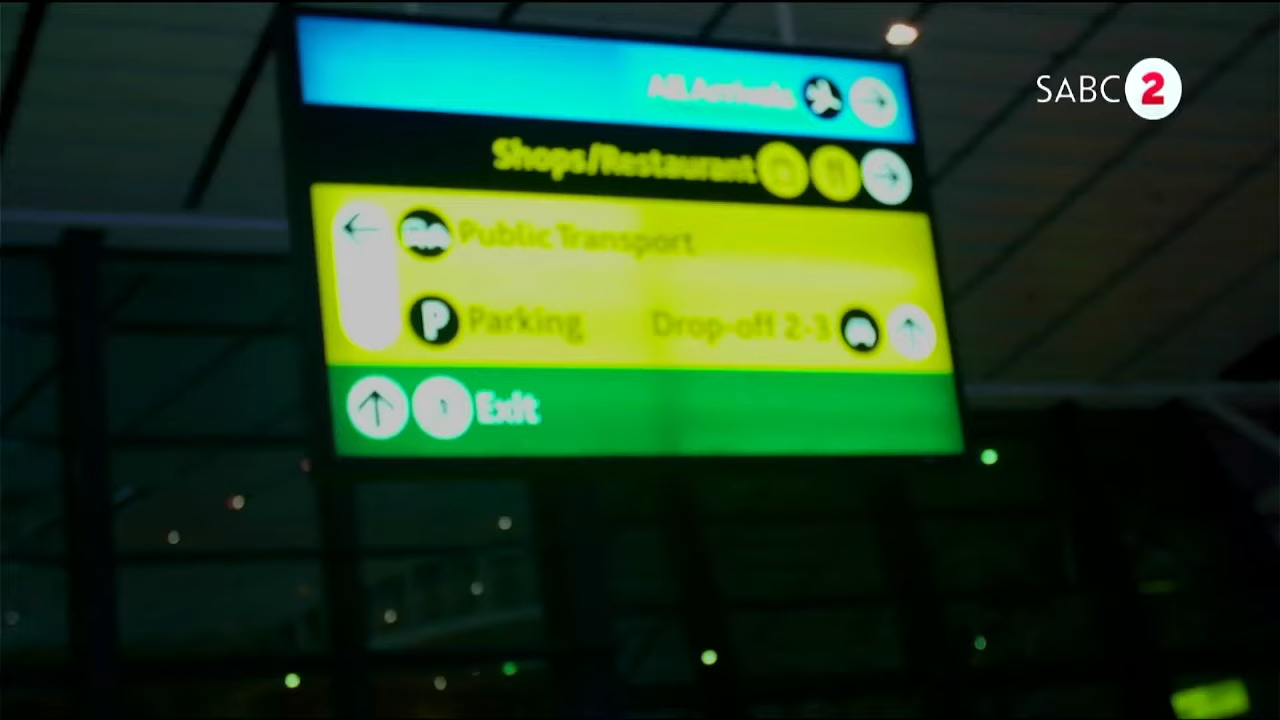 SABC 2
All Arrivals
Shops/Restaurant
Public Transport
P Parking
Drop-off 2-3
Exit